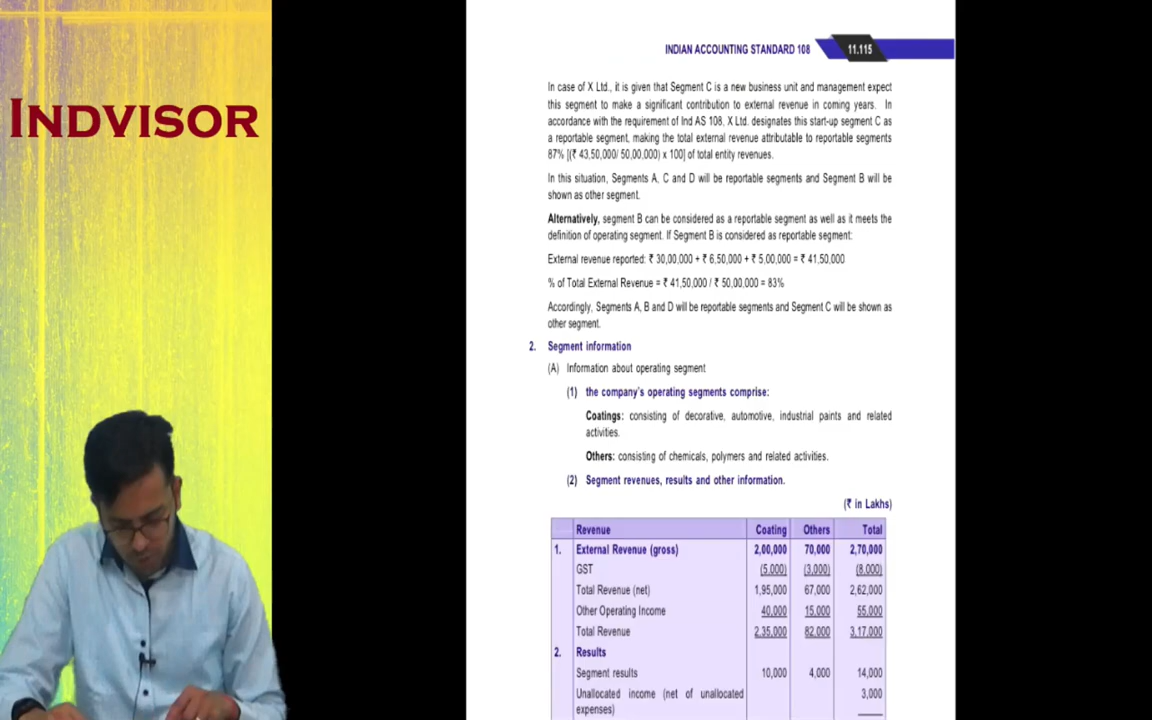 INDVISOR
INDIAN ACCOUNTING STANDARD 108 11.115
In case of X Ltd., it is given that Segment C is a new business unit and management expect
this segment to make a significant contribution to external revenue in coming years. In
accordance with the requirement of Ind AS 108, X Ltd. designates this start-up segment C as
a reportable segment, making the total external revenue attributable to reportable segments
87% [(₹ 43,50,000/ 50,00,000) x 100] of total entity revenues.
In this situation, Segments A, C and D will be reportable segments and Segment B will be
shown as other segment.
Alternatively, segment B can be considered as a reportable segment as well as it meets the
definition of operating segment. If Segment B is considered as reportable segment:
External revenue reported: ₹ 30,00,000 + ₹ 6,50,000 + ₹ 5,00,000 = ₹ 41,50,000
% of Total External Revenue = ₹ 41,50,000 / ₹ 50,00,000 = 83%
Accordingly, Segments A, B and D will be reportable segments and Segment C will be shown as
other segment.
2. Segment information
(A) Information about operating segment
(1) the company's operating segments comprise:
Coatings: consisting of decorative, automotive, industrial paints and related
activities.
Others: consisting of chemicals, polymers and related activities.
(2) Segment revenues, results and other information.
(₹ in Lakhs)
Revenue Coating Others Total
1. External Revenue (gross) 2,00,000 70,000 2,70,000
GST (5,000) (3,000) (8,000)
Total Revenue (net) 1,95,000 67,000 2,62,000
Other Operating Income 40,000 15,000 55,000
Total Revenue 2,35,000 82,000 3,17,000
2. Results
Segment results 10,000 4,000 14,000
Unallocated income (net of unallocated 3,000
expenses)